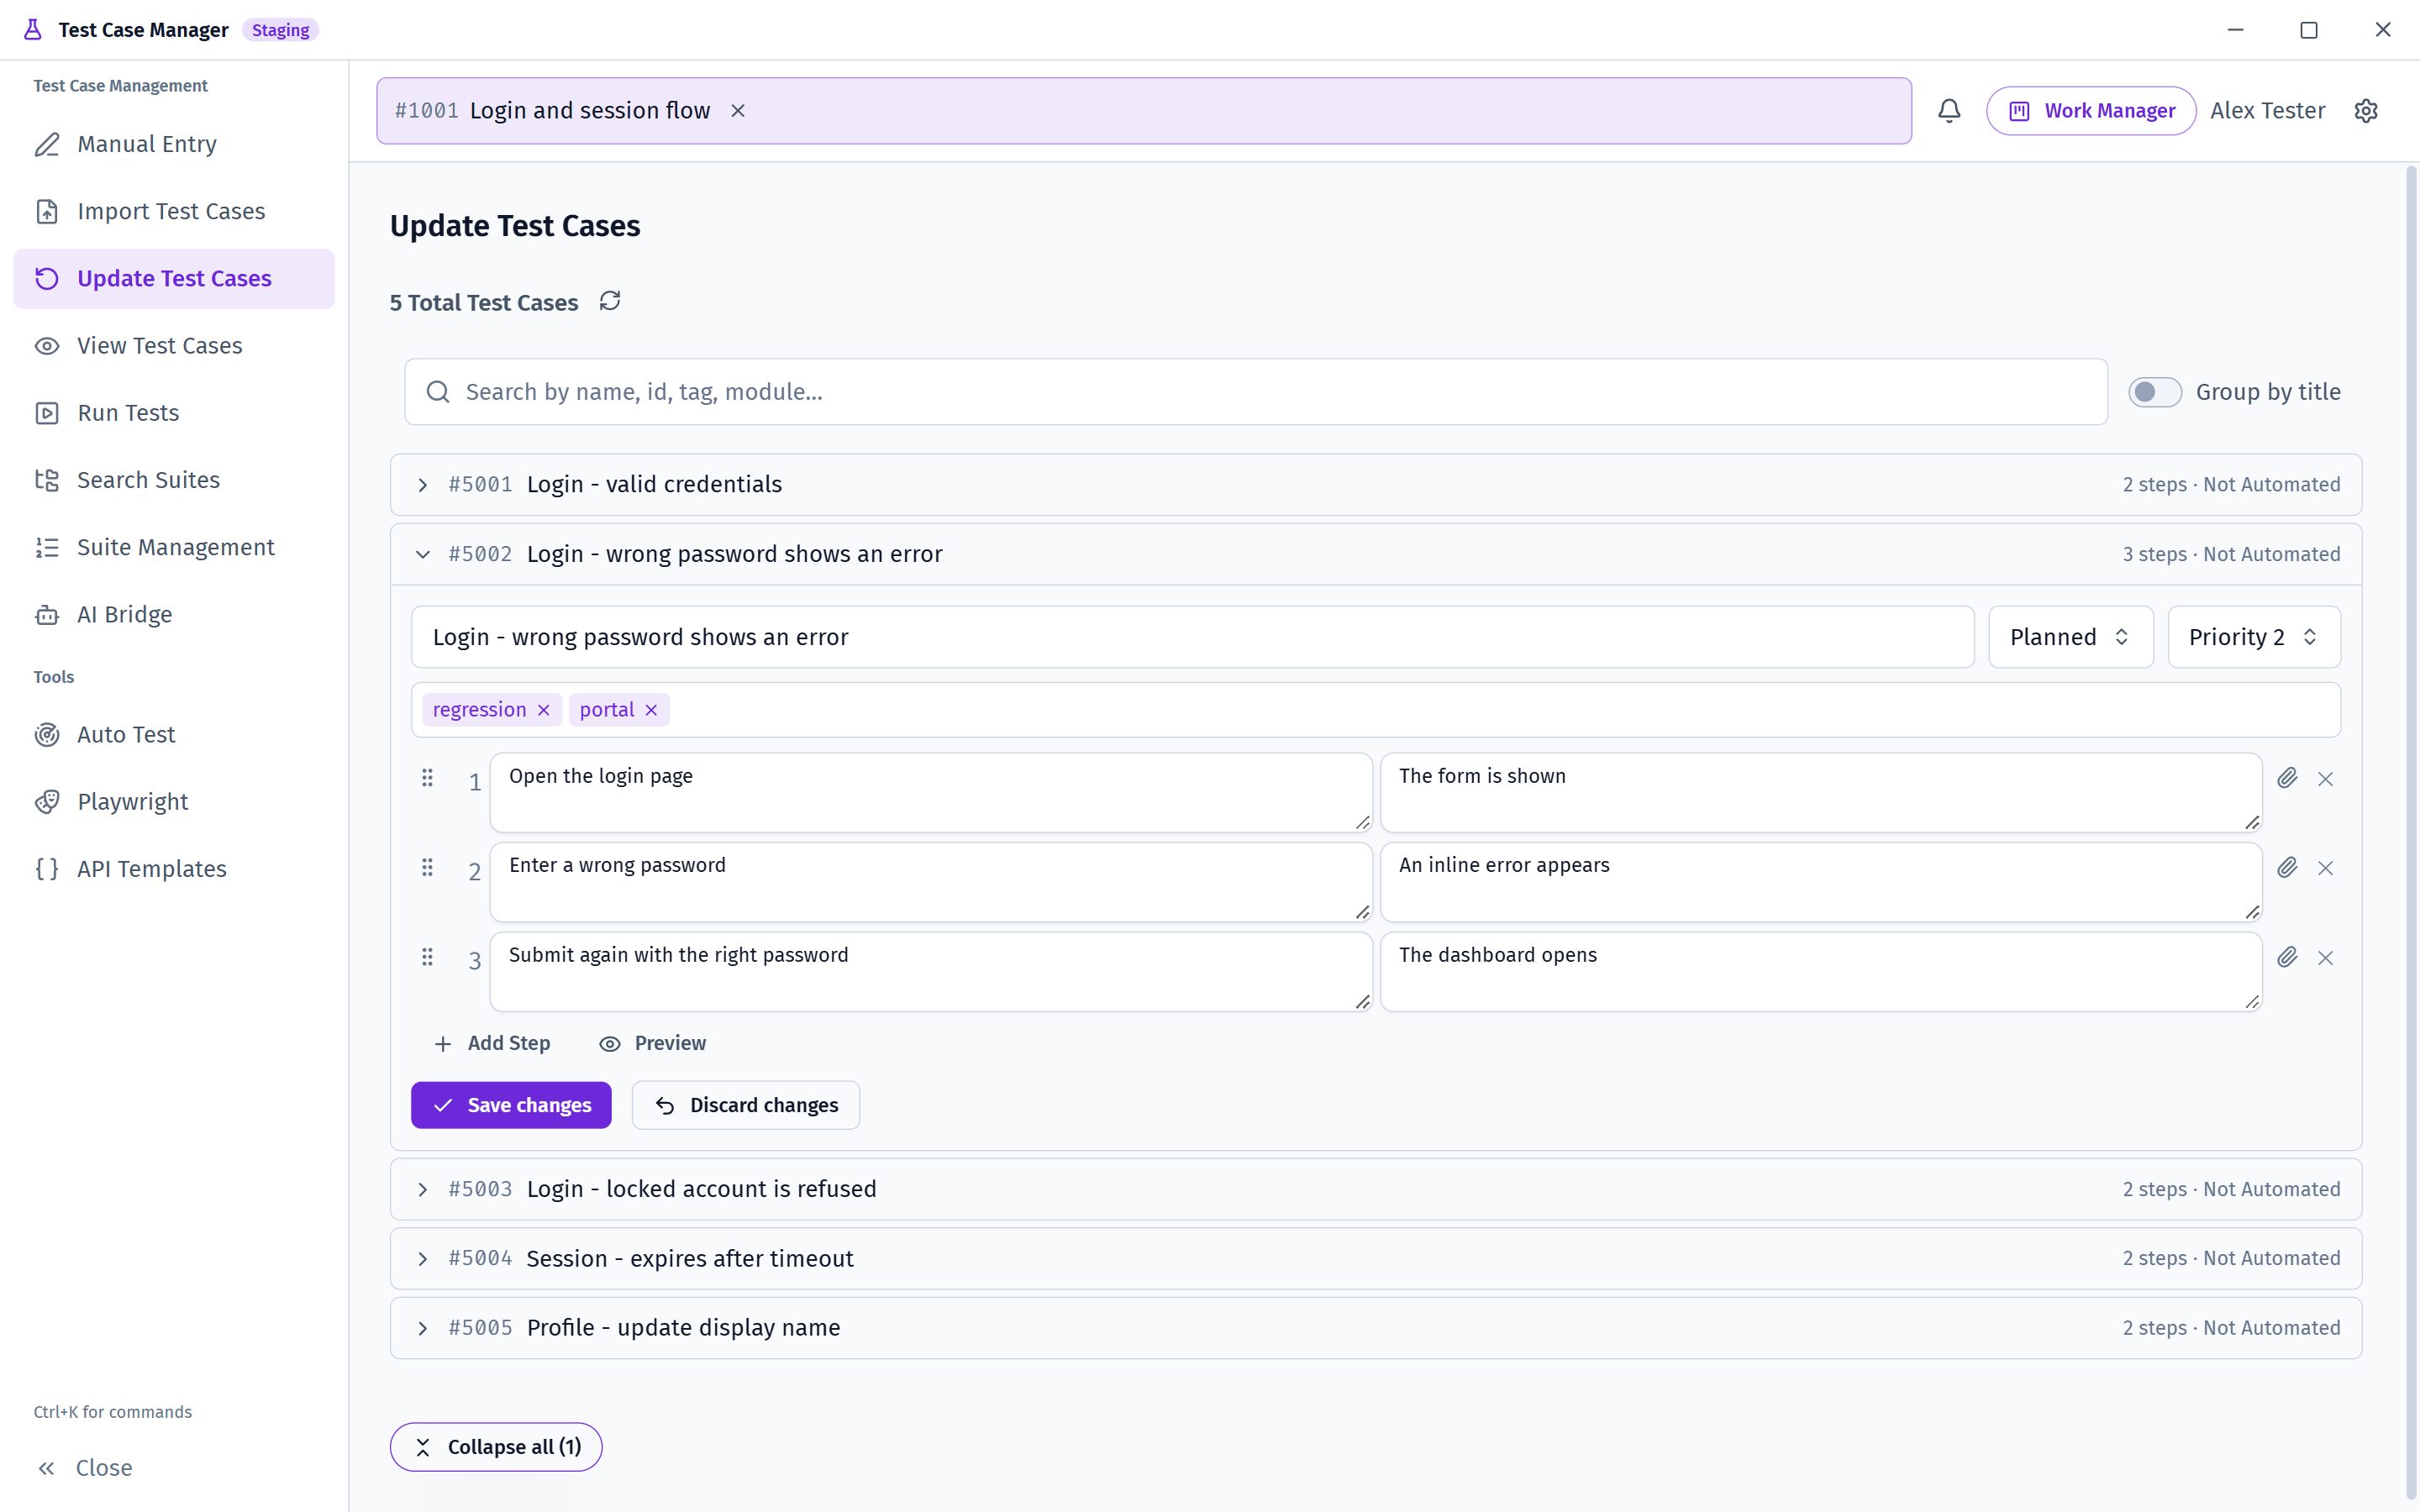 Test Case Manager Staging
Test Case Management
Manual Entry
Import Test Cases
Update Test Cases
View Test Cases
Run Tests
Search Suites
Suite Management
AI Bridge
Tools
Auto Test
Playwright
API Templates
Ctrl+K for commands
Close
#1001 Login and session flow
Work Manager
Alex Tester
Update Test Cases
5 Total Test Cases
Search by name, id, tag, module...
Group by title
#5001 Login - valid credentials 2 steps · Not Automated
#5002 Login - wrong password shows an error 3 steps · Not Automated
Login - wrong password shows an error Planned Priority 2
regression portal
1 Open the login page The form is shown
2 Enter a wrong password An inline error appears
3 Submit again with the right password The dashboard opens
Add Step Preview
Save changes Discard changes
#5003 Login - locked account is refused 2 steps · Not Automated
#5004 Session - expires after timeout 2 steps · Not Automated
#5005 Profile - update display name 2 steps · Not Automated
Collapse all (1)